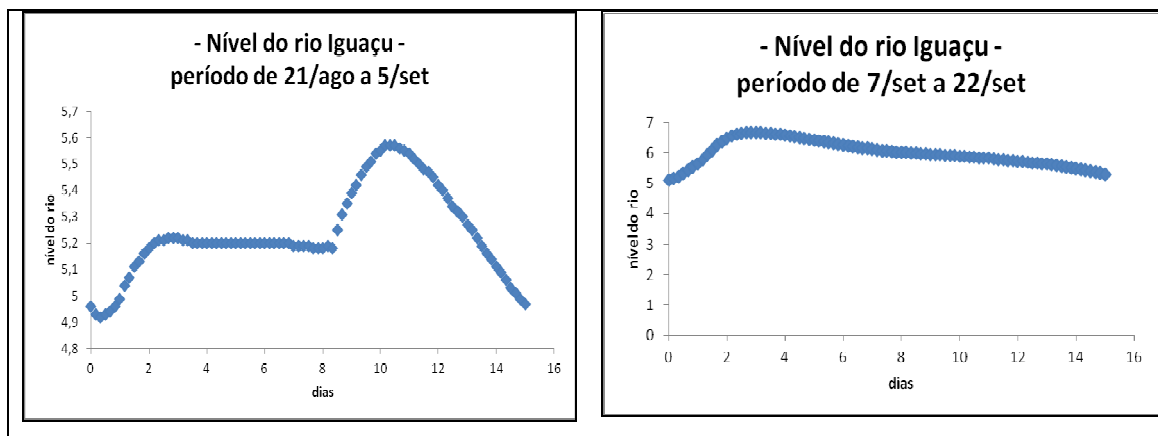 - Nível do rio Iguaçu -
período de 21/ago a 5/set
5,7
5,6
5,5
5,4
5,3
5,2
5,1
5
4,9
4,8
nível do rio
0 2 4 6 8 10 12 14 16
dias
- Nível do rio Iguaçu -
período de 7/set a 22/set
7
6
5
4
3
2
1
0
nível do rio
0 2 4 6 8 10 12 14 16
dias